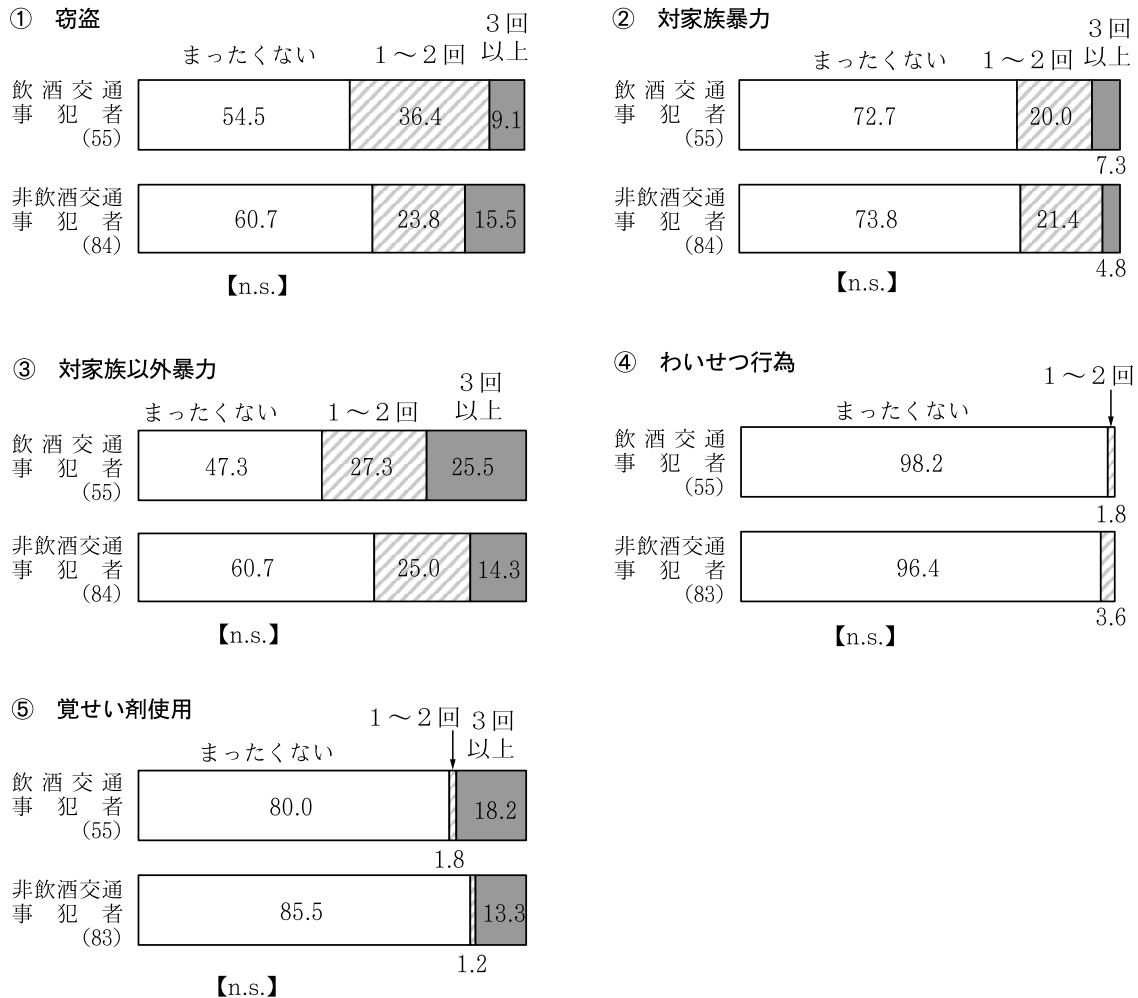 ① 窃盗
まったくない 1～2回 3回以上
飲酒交通事犯者(55) 54.5 36.4 9.1
非飲酒交通事犯者(84) 60.7 23.8 15.5
【n.s.】
② 対家族暴力
まったくない 1～2回 3回以上
飲酒交通事犯者(55) 72.7 20.0 7.3
非飲酒交通事犯者(84) 73.8 21.4 4.8
【n.s.】
③ 対家族以外暴力
まったくない 1～2回 3回以上
飲酒交通事犯者(55) 47.3 27.3 25.5
非飲酒交通事犯者(84) 60.7 25.0 14.3
【n.s.】
④ わいせつ行為
まったくない 1～2回
飲酒交通事犯者(55) 98.2 1.8
非飲酒交通事犯者(83) 96.4 3.6
【n.s.】
⑤ 覚せい剤使用
まったくない 1～2回 3回以上
飲酒交通事犯者(55) 80.0 1.8 18.2
非飲酒交通事犯者(83) 85.5 1.2 13.3
【n.s.】